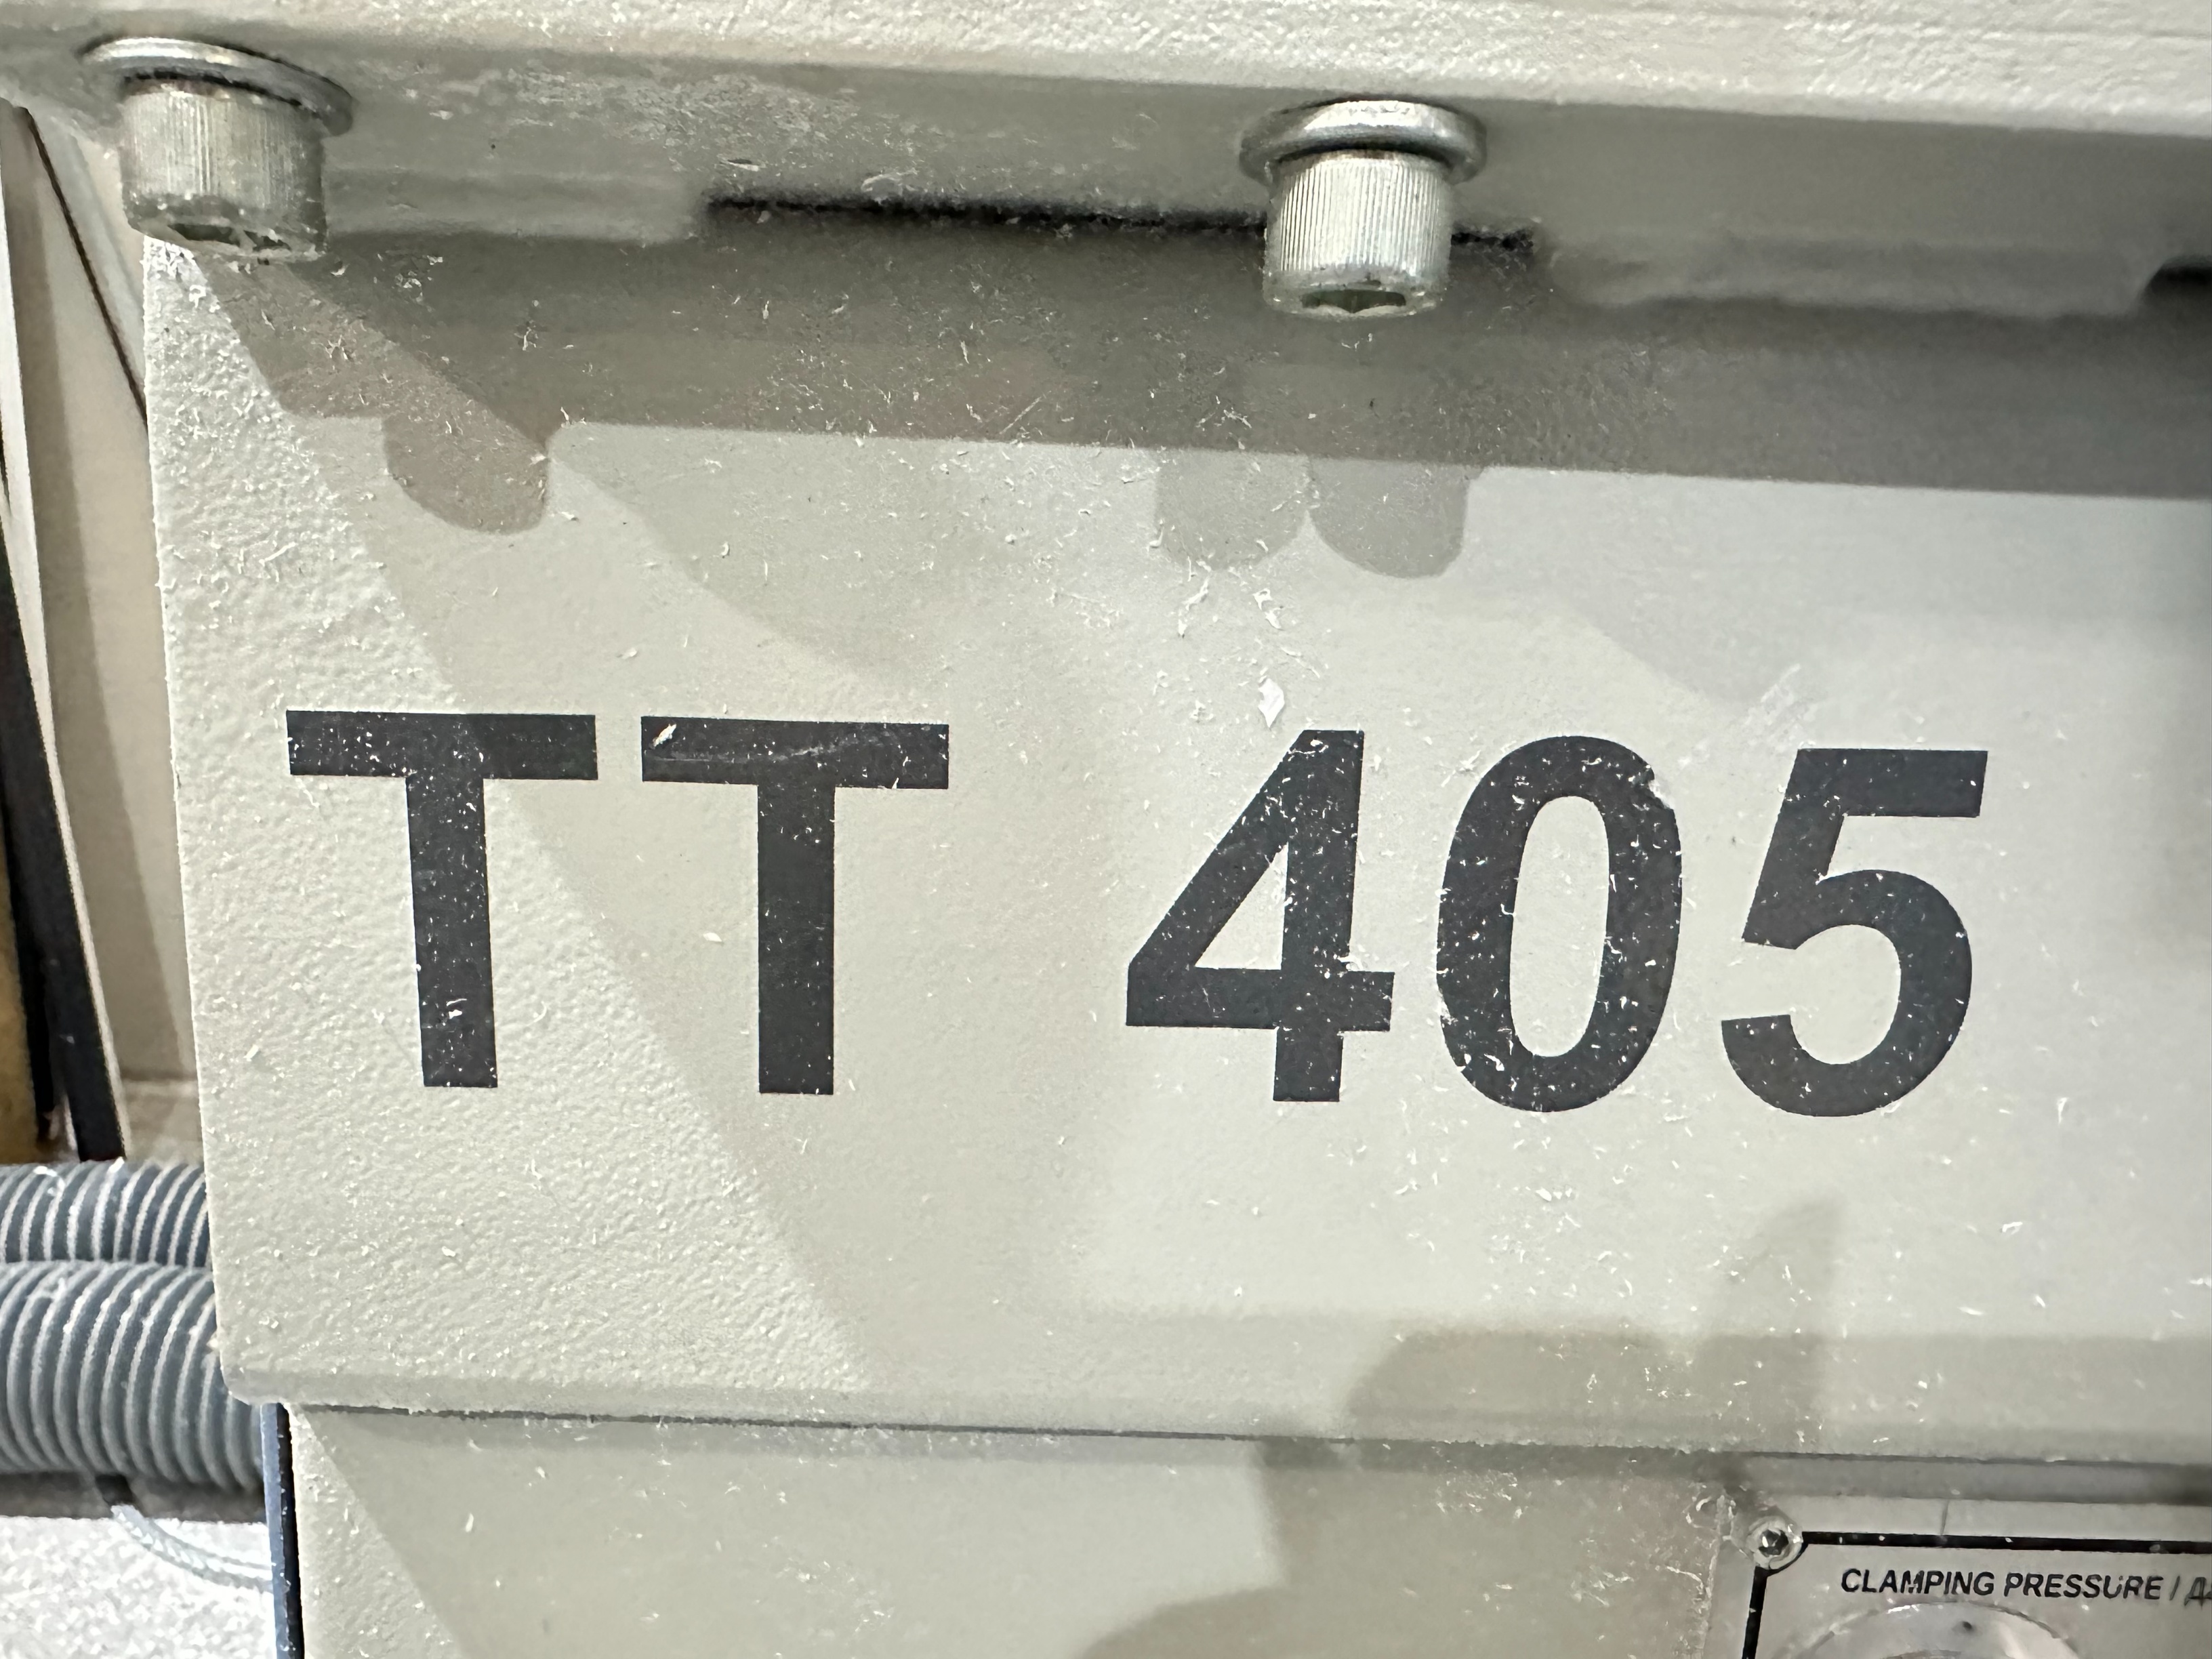 TT 405
CLAMPING PRESSURE /